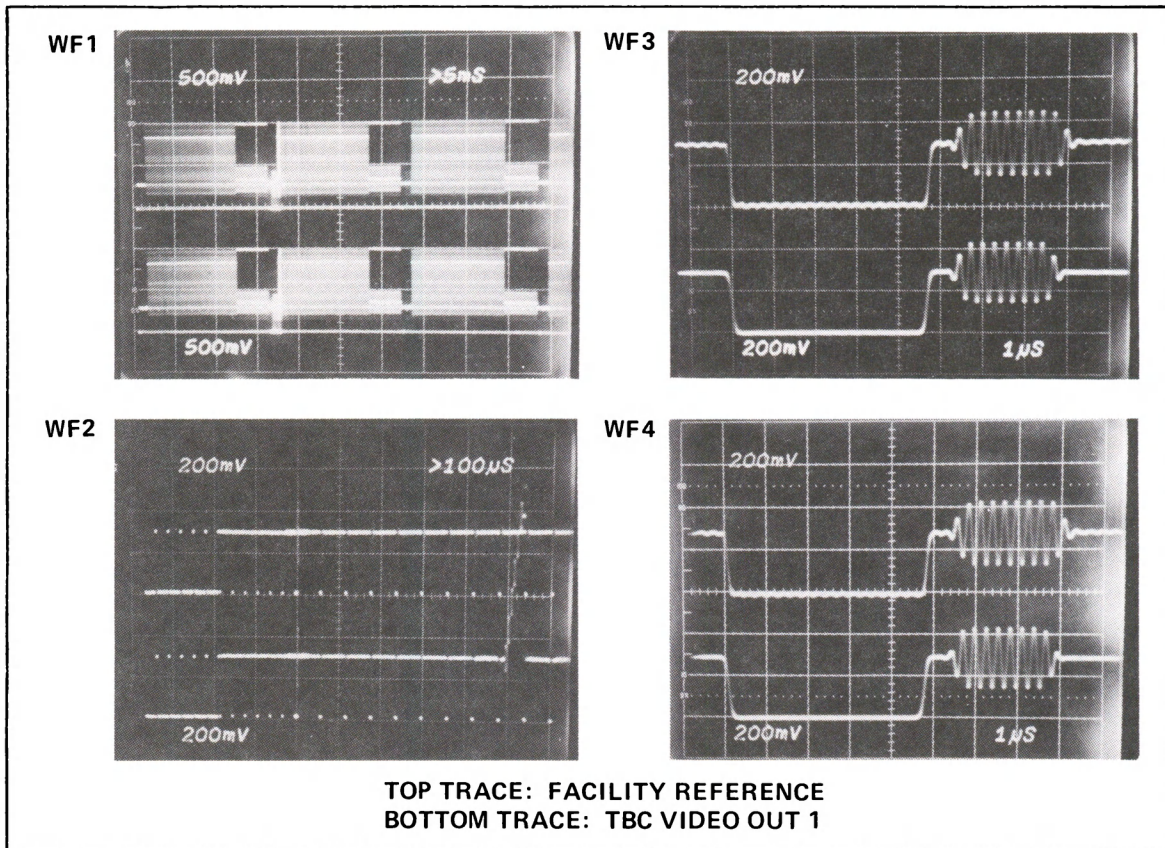 WF1
500mV >5mS
500mV
WF3
200mV
200mV 1µS
WF2
200mV >100µS
200mV
WF4
200mV
200mV 1µS
TOP TRACE: FACILITY REFERENCE
BOTTOM TRACE: TBC VIDEO OUT 1